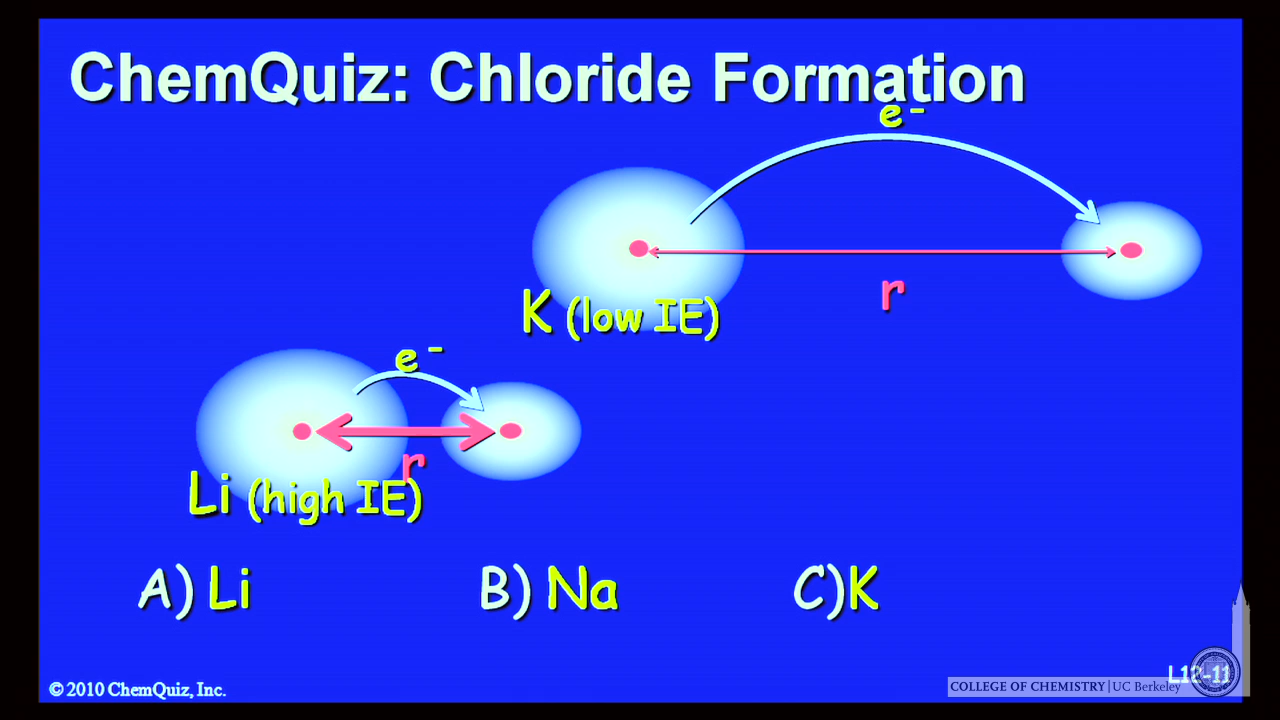 ChemQuiz: Chloride Formation
e⁻
r
K (low IE)
e⁻
r
Li (high IE)
A) Li
B) Na
C)K
© 2010 ChemQuiz, Inc.
L12-11
COLLEGE OF CHEMISTRY | UC Berkeley